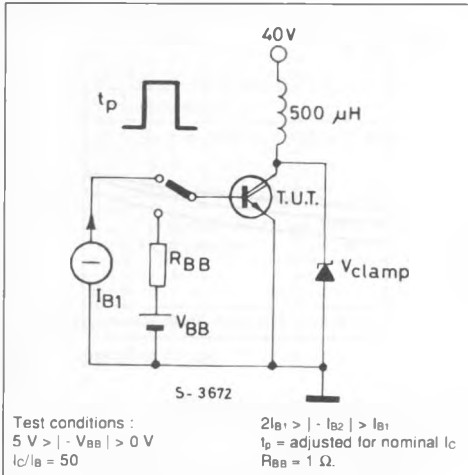 40V
tp
500 μH
T.U.T.
RBB
Vclamp
IB1
VBB
S- 3672
Test conditions :
5 V > | - VBB | > 0 V
IC/IB = 50
2IB1 > | - IB2 | > IB1
tp = adjusted for nominal IC
RBB = 1 Ω.